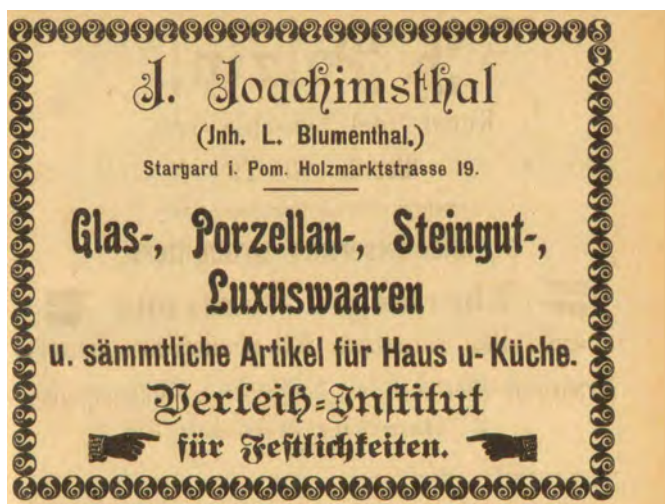 J. Joachimsthal
(Jnh. L. Blumenthal.)
Stargard i. Pom. Holzmarktstrasse 19.
Glas-, Porzellan-, Steingut-,
Luxuswaaren
u. sämmtliche Artikel für Haus u- Küche.
Verleih-Institut
für Festlichkeiten.